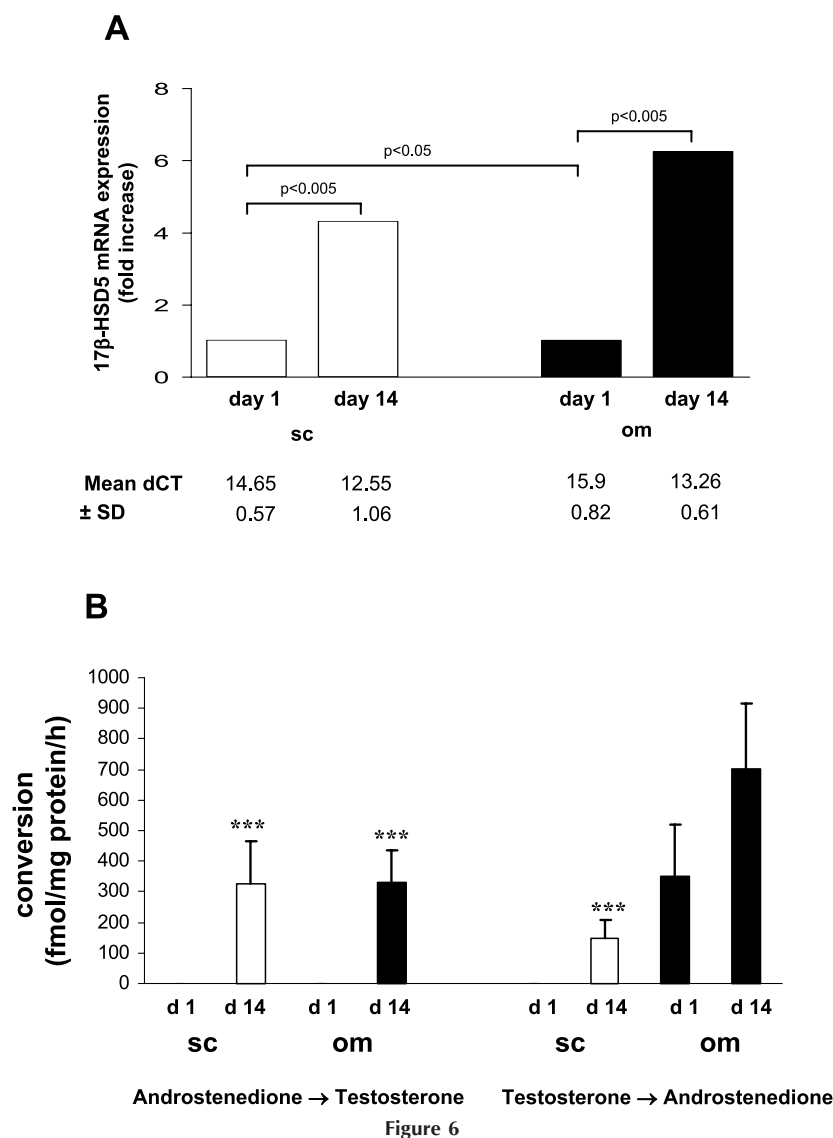 A
17β-HSD5 mRNA expression
(fold increase)
8
6
4
2
0
p<0.005
p<0.05
p<0.005
day 1 day 14 day 1 day 14
sc om
Mean dCT 14.65 12.55 15.9 13.26
± SD 0.57 1.06 0.82 0.61
B
conversion
(fmol/mg protein/h)
1000
900
800
700
600
500
400
300
200
100
0
*** *** ***
d 1 d 14 d 1 d 14 d 1 d 14 d 1 d 14
sc om sc om
Androstenedione → Testosterone Testosterone → Androstenedione
Figure 6